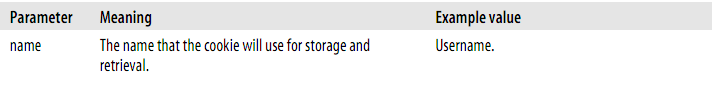 Parameter Meaning Example value
name The name that the cookie will use for storage and Username.
retrieval.